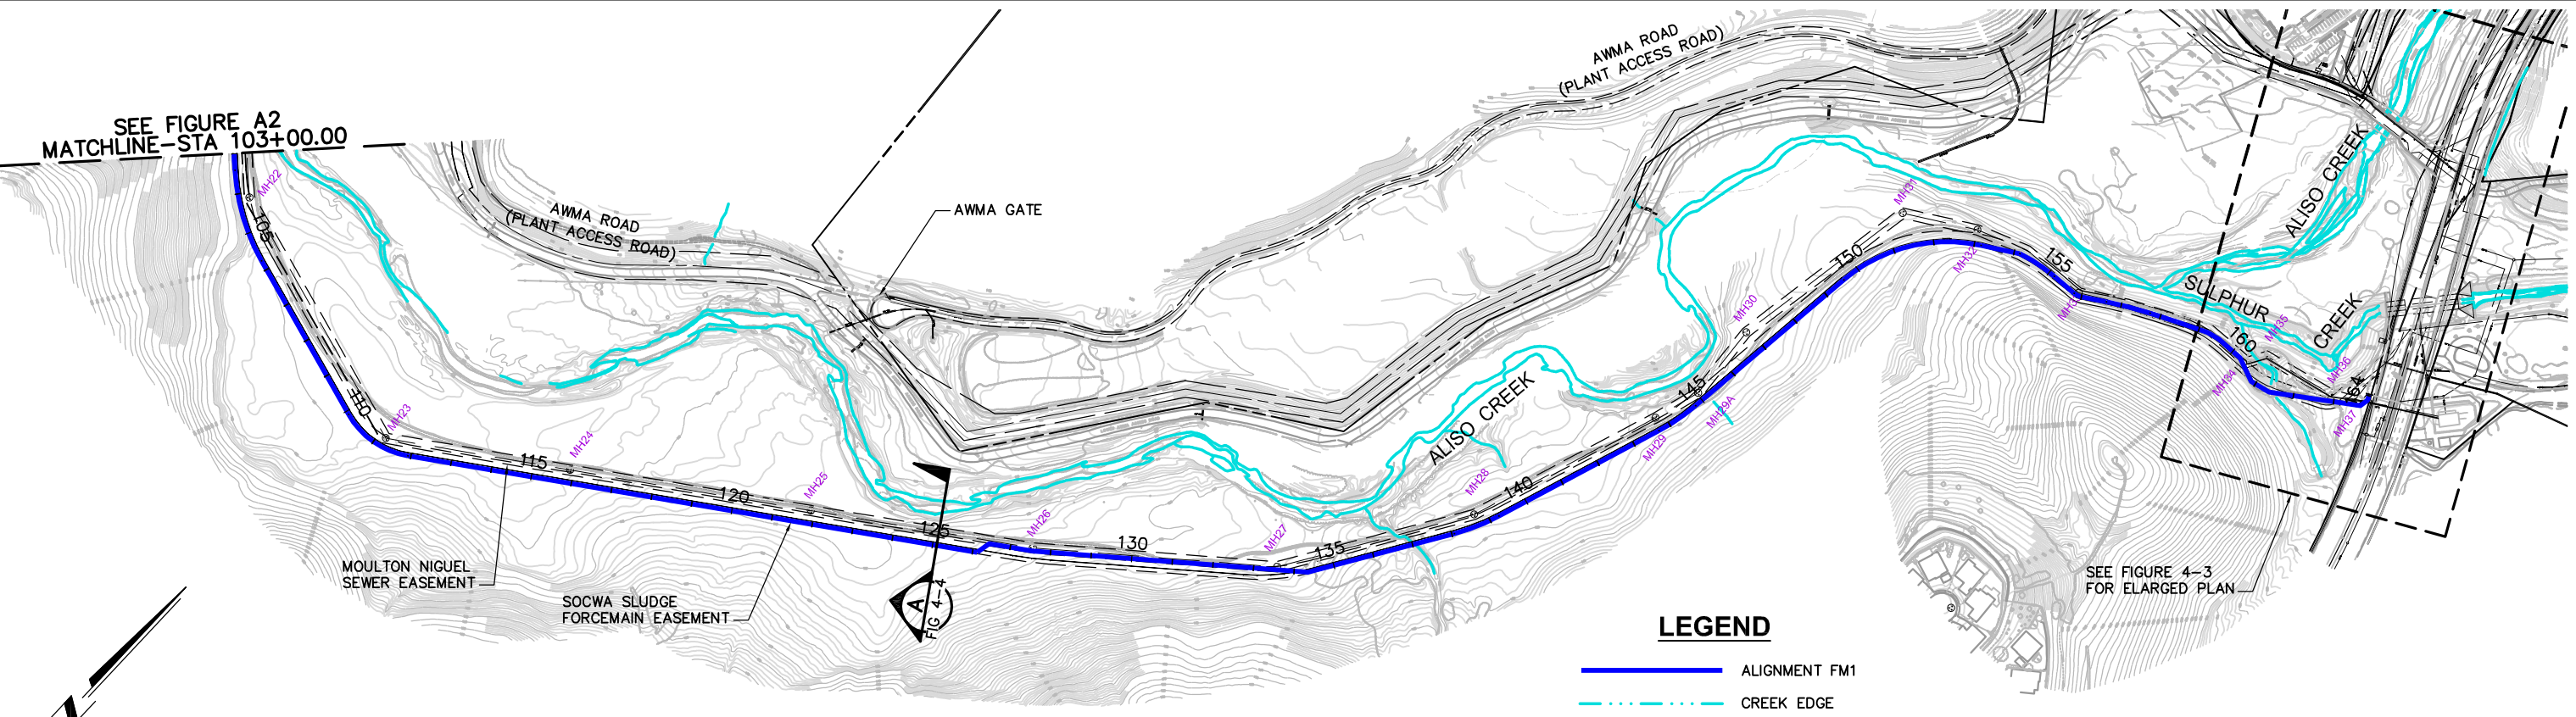 SEE FIGURE A2
MATCHLINE-STA 103+00.00
MH22
105
AWMA ROAD
(PLANT ACCESS ROAD)
AWMA GATE
AWMA ROAD
(PLANT ACCESS ROAD)
110
MH23
115
MH24
120
MH25
125
MH26
130
MH27
135
ALISO CREEK
MH28
140
MH29
145
MH29A
MH30
150
MH31
MH32
155
ALISO CREEK
SULPHUR
CREEK
160
MH34
MH35
MH36
164
MH37
MOULTON NIGUEL
SEWER EASEMENT
SOCWA SLUDGE
FORCEMAIN EASEMENT
A
FIG 4-4
SEE FIGURE 4-3
FOR ELARGED PLAN
LEGEND
ALIGNMENT FM1
CREEK EDGE